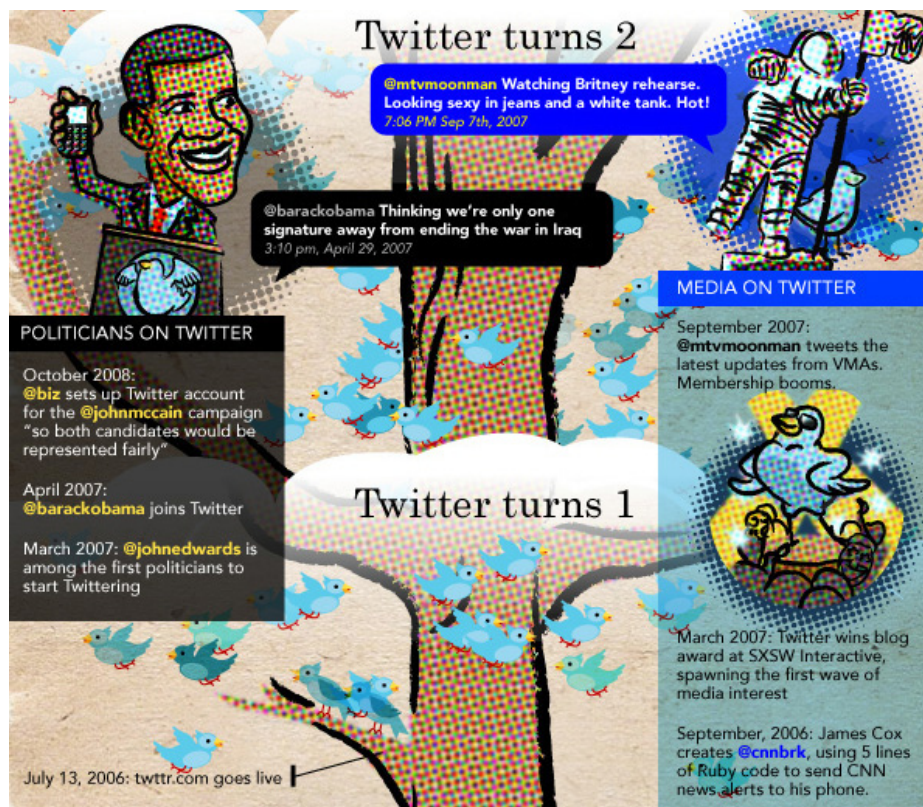 Twitter turns 2
@mtvmoonman Watching Britney rehearse.
Looking sexy in jeans and a white tank. Hot!
7:06 PM Sep 7th, 2007
@barackobama Thinking we're only one
signature away from ending the war in Iraq
3:10 pm, April 29, 2007
POLITICIANS ON TWITTER
October 2008:
@biz sets up Twitter account
for the @johnmccain campaign
"so both candidates would be
represented fairly"
April 2007:
@barackobama joins Twitter
March 2007: @johnedwards is
among the first politicians to
start Twittering
MEDIA ON TWITTER
September 2007:
@mtvmoonman tweets the
latest updates from VMAs.
Membership booms.
Twitter turns 1
March 2007: Twitter wins blog
award at SXSW Interactive,
spawning the first wave of
media interest
September, 2006: James Cox
creates @cnnbrk, using 5 lines
of Ruby code to send CNN
news alerts to his phone.
July 13, 2006: twttr.com goes live